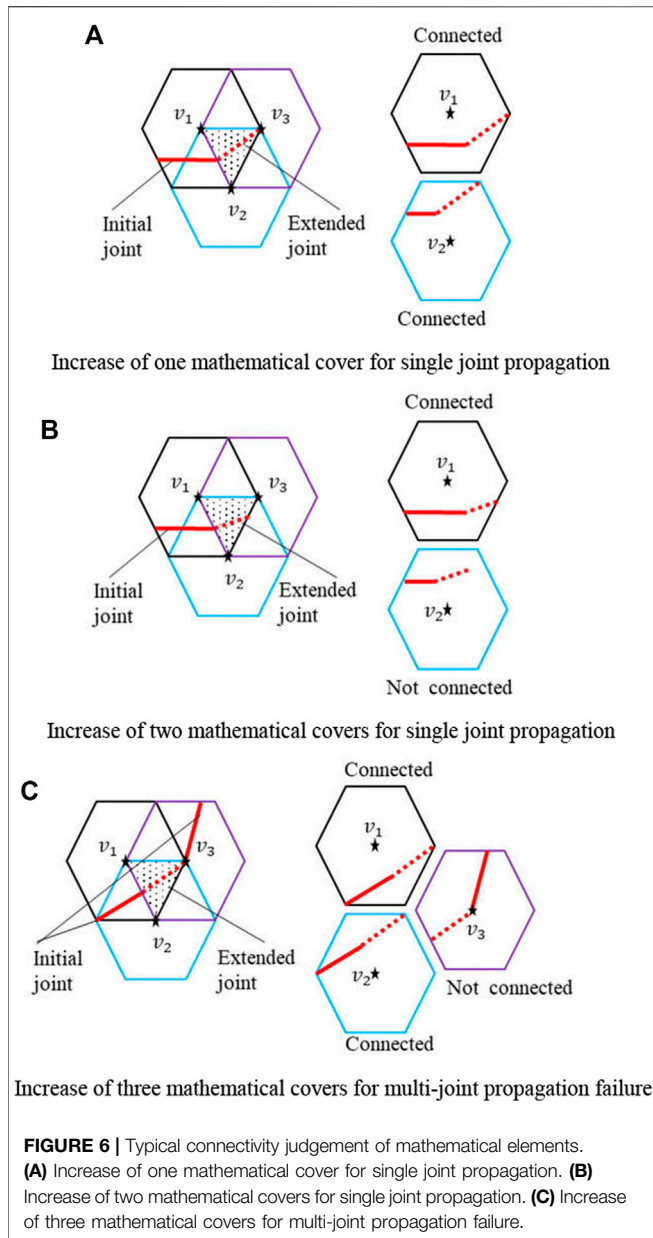 A
Connected
v₁
v₁
v₃
v₂
Initial
joint
Extended
joint
v₂
Connected
Increase of one mathematical cover for single joint propagation
Connected
B
v₁
v₁
v₃
v₂
Initial
joint
Extended
joint
v₂
Not connected
Increase of two mathematical covers for single joint propagation
Connected
C
v₁
v₁
v₃
v₃
v₂
Initial
joint
Extended
joint
v₂
Not connected
Connected
Increase of three mathematical covers for multi-joint propagation failure
FIGURE 6 | Typical connectivity judgement of mathematical elements.
(A) Increase of one mathematical cover for single joint propagation. (B)
Increase of two mathematical covers for single joint propagation. (C) Increase
of three mathematical covers for multi-joint propagation failure.